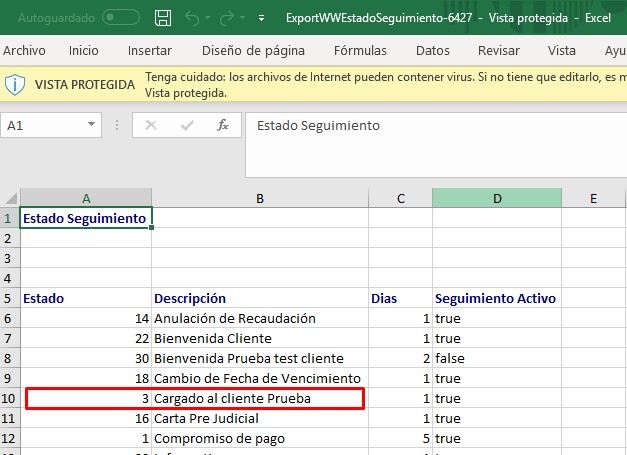 Autoguardado
ExportWWEstadoSeguimiento-6427 - Vista protegida - Excel
Archivo Inicio Insertar Diseño de página Fórmulas Datos Revisar Vista Ayu
VISTA PROTEGIDA Tenga cuidado: los archivos de Internet pueden contener virus. Si no tiene que editarlo, es m
Vista protegida.
A1 fx Estado Seguimiento
A B C D E
1 Estado Seguimiento
2
3
4
5 Estado Descripción Dias Seguimiento Activo
6 14 Anulación de Recaudación 1 true
7 22 Bienvenida Cliente 1 true
8 30 Bienvenida Prueba test cliente 2 false
9 18 Cambio de Fecha de Vencimiento 1 true
10 3 Cargado al cliente Prueba 1 true
11 16 Carta Pre Judicial 1 true
12 1 Compromiso de pago 5 true